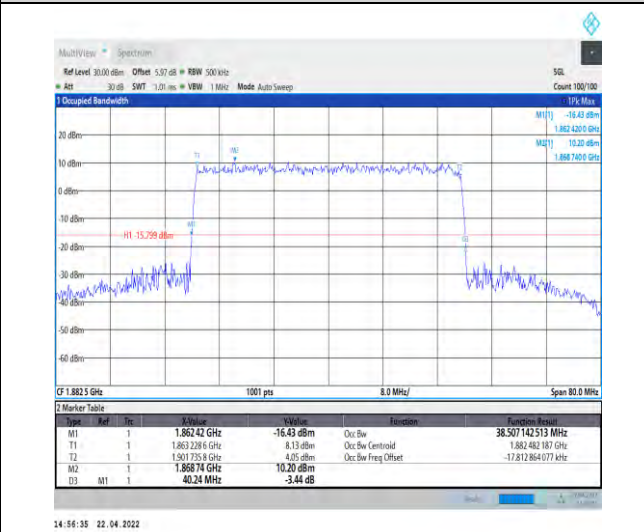 MultiView Spectrum
Ref Level 30.00 dBm Offset 5.97 dB RBW 500 kHz SGL
Att 30 dB SWT 1.01 ms VBW 1 MHz Mode Auto Sweep Count 100/100
1 Occupied Bandwidth 1Pk Max
M1[1] -16.43 dBm
1.862 420 0 GHz
M2[1] 10.20 dBm
1.868 740 0 GHz
20 dBm
10 dBm
0 dBm
-10 dBm
-20 dBm
-30 dBm
-40 dBm
-50 dBm
-60 dBm
T1 M2 T2
M1 D3
H1 -15.799 dBm
CF 1.882 5 GHz 1001 pts 8.0 MHz/ Span 80.0 MHz
2 Marker Table
Type Ref Trc X-Value Y-Value Function Function Result
M1 1 1.862 42 GHz -16.43 dBm Occ Bw 38.507 142 513 MHz
T1 1 1.863 228 6 GHz 8.13 dBm Occ Bw Centroid 1.882 482 187 GHz
T2 1 1.901 735 8 GHz 4.05 dBm Occ Bw Freq Offset -17.812 864 077 kHz
M2 1 1.868 74 GHz 10.20 dBm
D3 M1 1 40.24 MHz -3.44 dB
14:56:35 22.04.2022